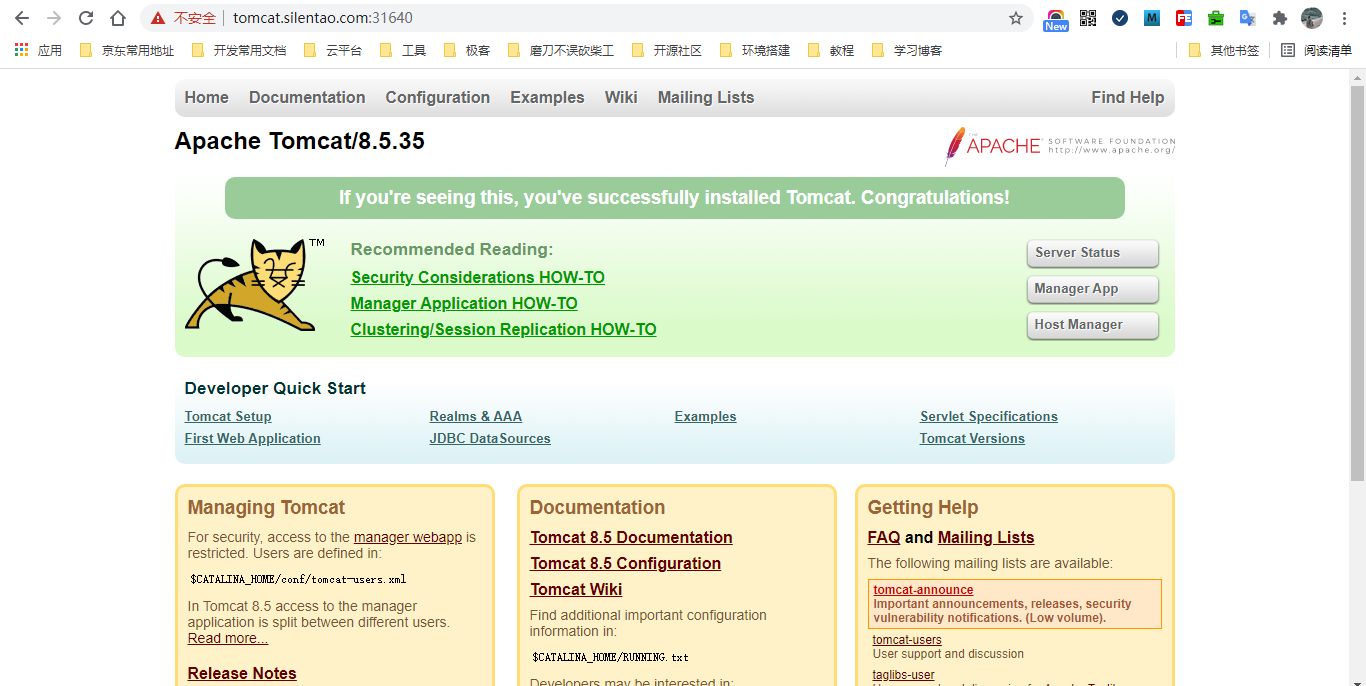 不安全 tomcat.silentao.com:31640
New
M
FE
应用 京东常用地址 开发常用文档 云平台 工具 极客 磨刀不误砍柴工 开源社区 环境搭建 教程 学习博客 其他书签 阅读清单
Home Documentation Configuration Examples Wiki Mailing Lists Find Help
Apache Tomcat/8.5.35
THE APACHE SOFTWARE FOUNDATION
http://www.apache.org/
If you're seeing this, you've successfully installed Tomcat. Congratulations!
TM
Recommended Reading:
Security Considerations HOW-TO
Manager Application HOW-TO
Clustering/Session Replication HOW-TO
Server Status
Manager App
Host Manager
Developer Quick Start
Tomcat Setup Realms & AAA Examples Servlet Specifications
First Web Application JDBC DataSources Tomcat Versions
Managing Tomcat
For security, access to the manager webapp is
restricted. Users are defined in:
$CATALINA_HOME/conf/tomcat-users.xml
In Tomcat 8.5 access to the manager
application is split between different users.
Read more...
Release Notes
Documentation
Tomcat 8.5 Documentation
Tomcat 8.5 Configuration
Tomcat Wiki
Find additional important configuration
information in:
$CATALINA_HOME/RUNNING.txt
Developers may be interested in:
Getting Help
FAQ and Mailing Lists
The following mailing lists are available:
tomcat-announce
Important announcements, releases, security
vulnerability notifications. (Low volume).
tomcat-users
User support and discussion
taglibs-user